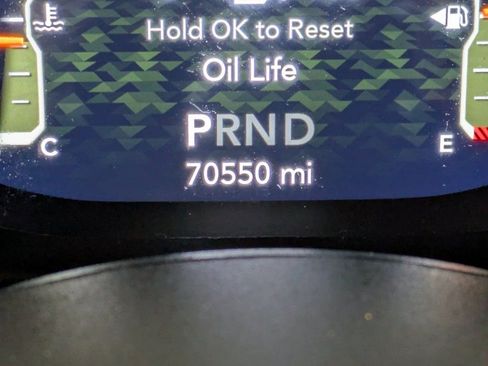 Hold OK to Reset
Oil Life
PRND
C
E
70550 mi